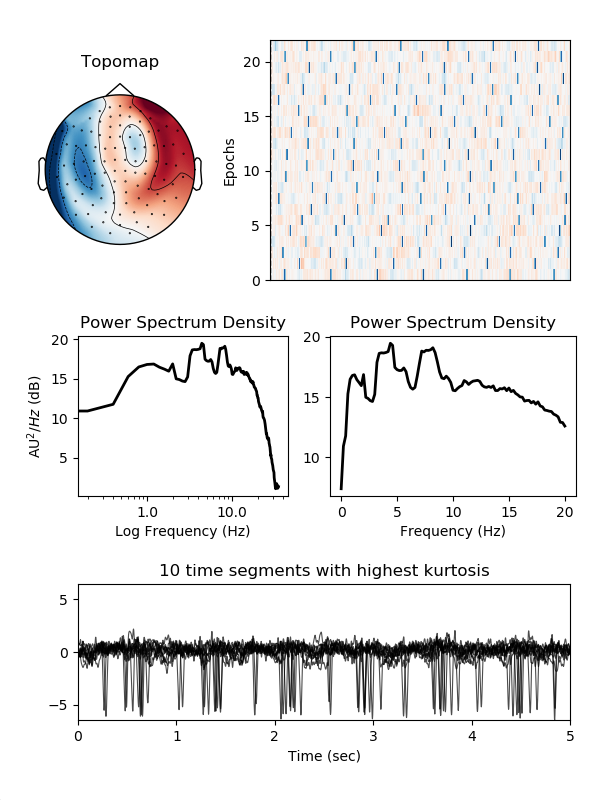 Topomap
Epochs
20
15
10
5
0
Power Spectrum Density
AU²/Hz (dB)
20
15
10
5
1.0 10.0
Log Frequency (Hz)
Power Spectrum Density
20
15
10
0 5 10 15 20
Frequency (Hz)
10 time segments with highest kurtosis
5
0
−5
0 1 2 3 4 5
Time (sec)